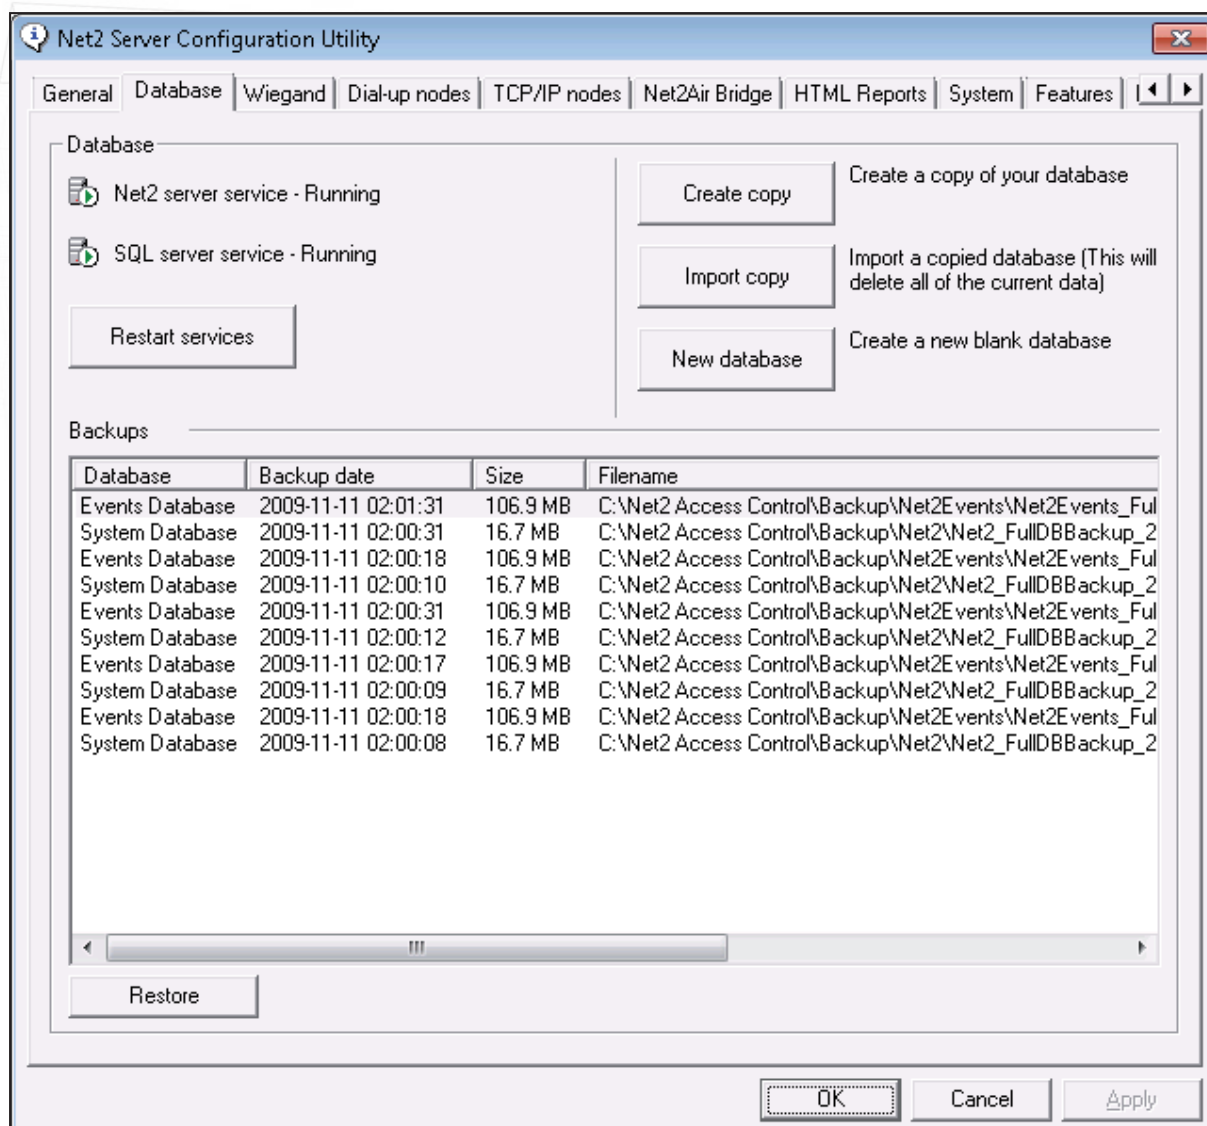 Net2 Server Configuration Utility
General Database Wiegand Dial-up nodes TCP/IP nodes Net2Air Bridge HTML Reports System Features
Database
Net2 server service - Running
SQL server service - Running
Restart services
Create copy
Create a copy of your database
Import copy
Import a copied database (This will
delete all of the current data)
New database
Create a new blank database
Backups
Database Backup date Size Filename
Events Database 2009-11-11 02:01:31 106.9 MB C:\Net2 Access Control\Backup\Net2Events\Net2Events_Ful
System Database 2009-11-11 02:00:31 16.7 MB C:\Net2 Access Control\Backup\Net2\Net2_FullDBBackup_2
Events Database 2009-11-11 02:00:18 106.9 MB C:\Net2 Access Control\Backup\Net2Events\Net2Events_Ful
System Database 2009-11-11 02:00:10 16.7 MB C:\Net2 Access Control\Backup\Net2\Net2_FullDBBackup_2
Events Database 2009-11-11 02:00:31 106.9 MB C:\Net2 Access Control\Backup\Net2Events\Net2Events_Ful
System Database 2009-11-11 02:00:12 16.7 MB C:\Net2 Access Control\Backup\Net2\Net2_FullDBBackup_2
Events Database 2009-11-11 02:00:17 106.9 MB C:\Net2 Access Control\Backup\Net2Events\Net2Events_Ful
System Database 2009-11-11 02:00:09 16.7 MB C:\Net2 Access Control\Backup\Net2\Net2_FullDBBackup_2
Events Database 2009-11-11 02:00:18 106.9 MB C:\Net2 Access Control\Backup\Net2Events\Net2Events_Ful
System Database 2009-11-11 02:00:08 16.7 MB C:\Net2 Access Control\Backup\Net2\Net2_FullDBBackup_2
Restore
OK Cancel Apply